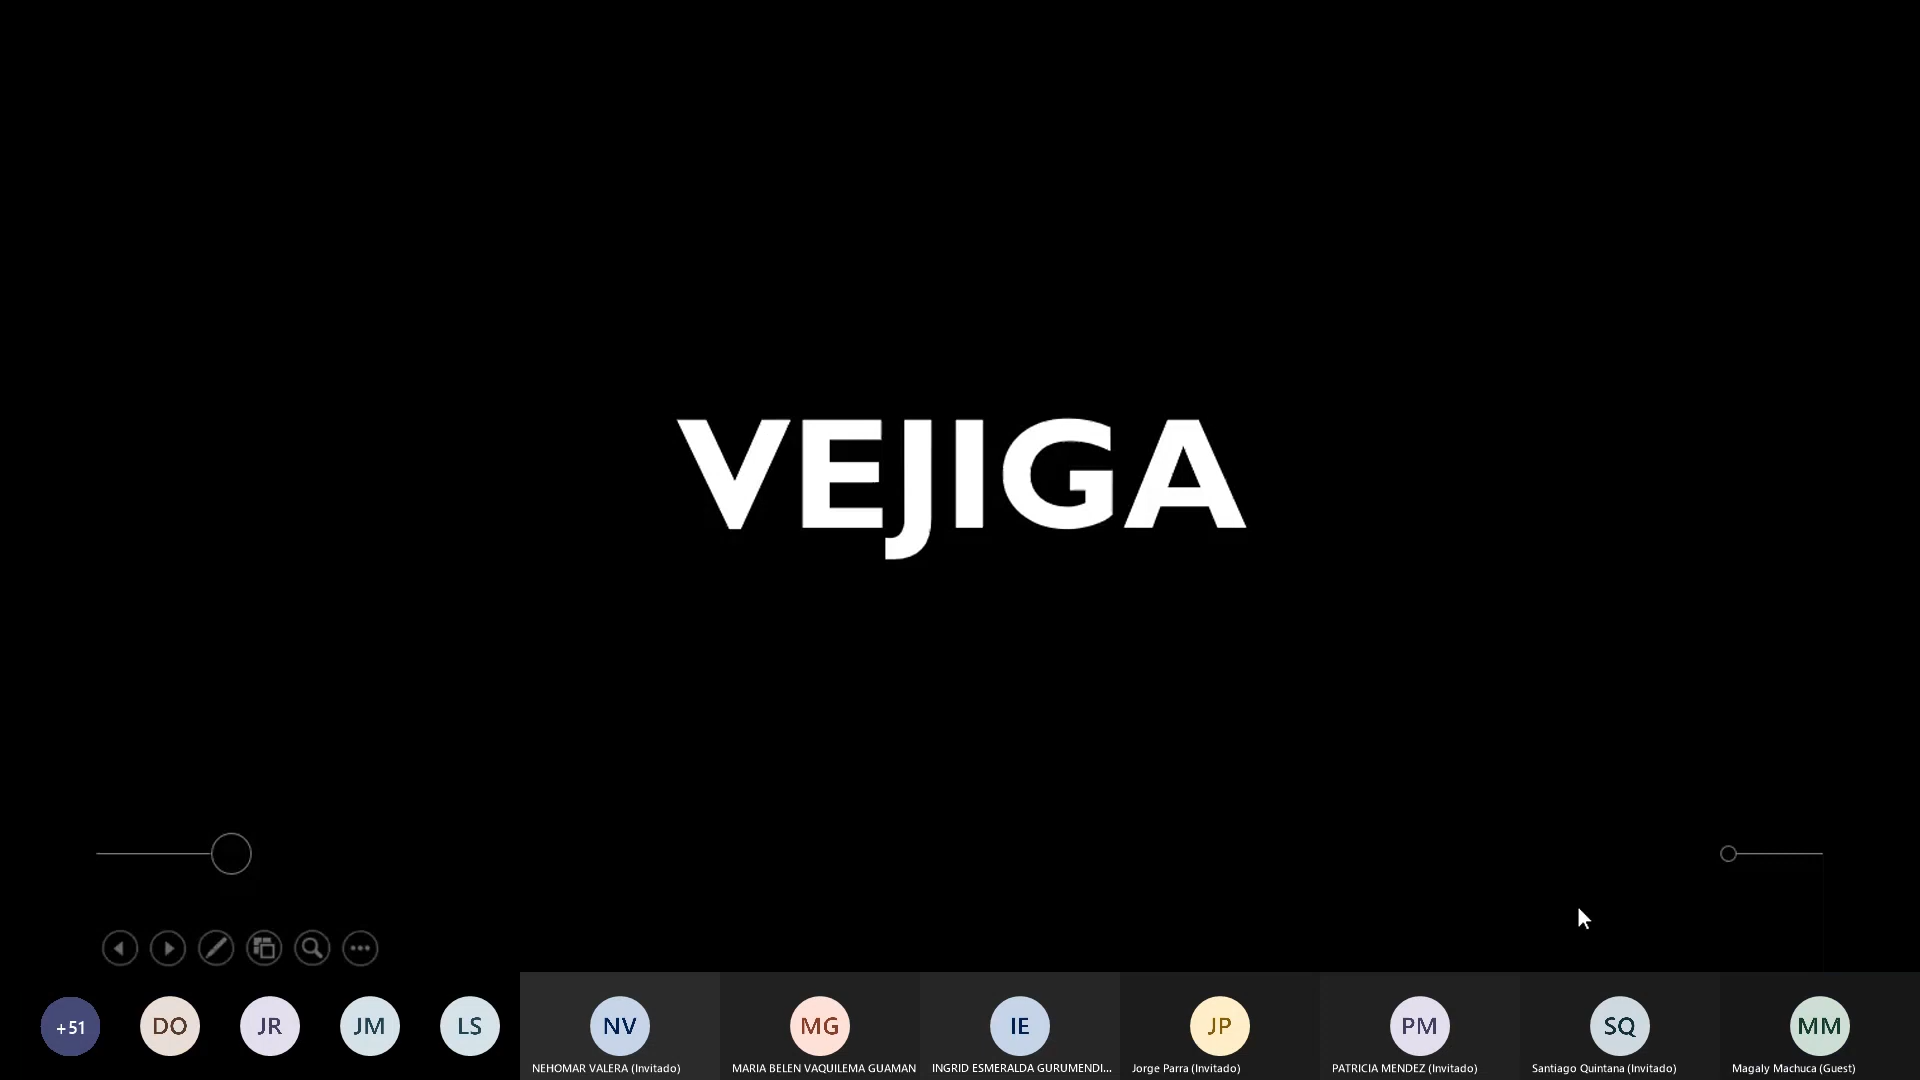 VEJIGA
+51
DO
JR
JM
LS
NV
MG
IE
JP
PM
SQ
MM
NEHOMAR VALERA (Invitado)
MARIA BELEN VAQUILEMA GUAMAN
INGRID ESMERALDA GURUMENDI...
Jorge Parra (Invitado)
PATRICIA MENDEZ (Invitado)
Santiago Quintana (Invitado)
Magaly Machuca (Guest)